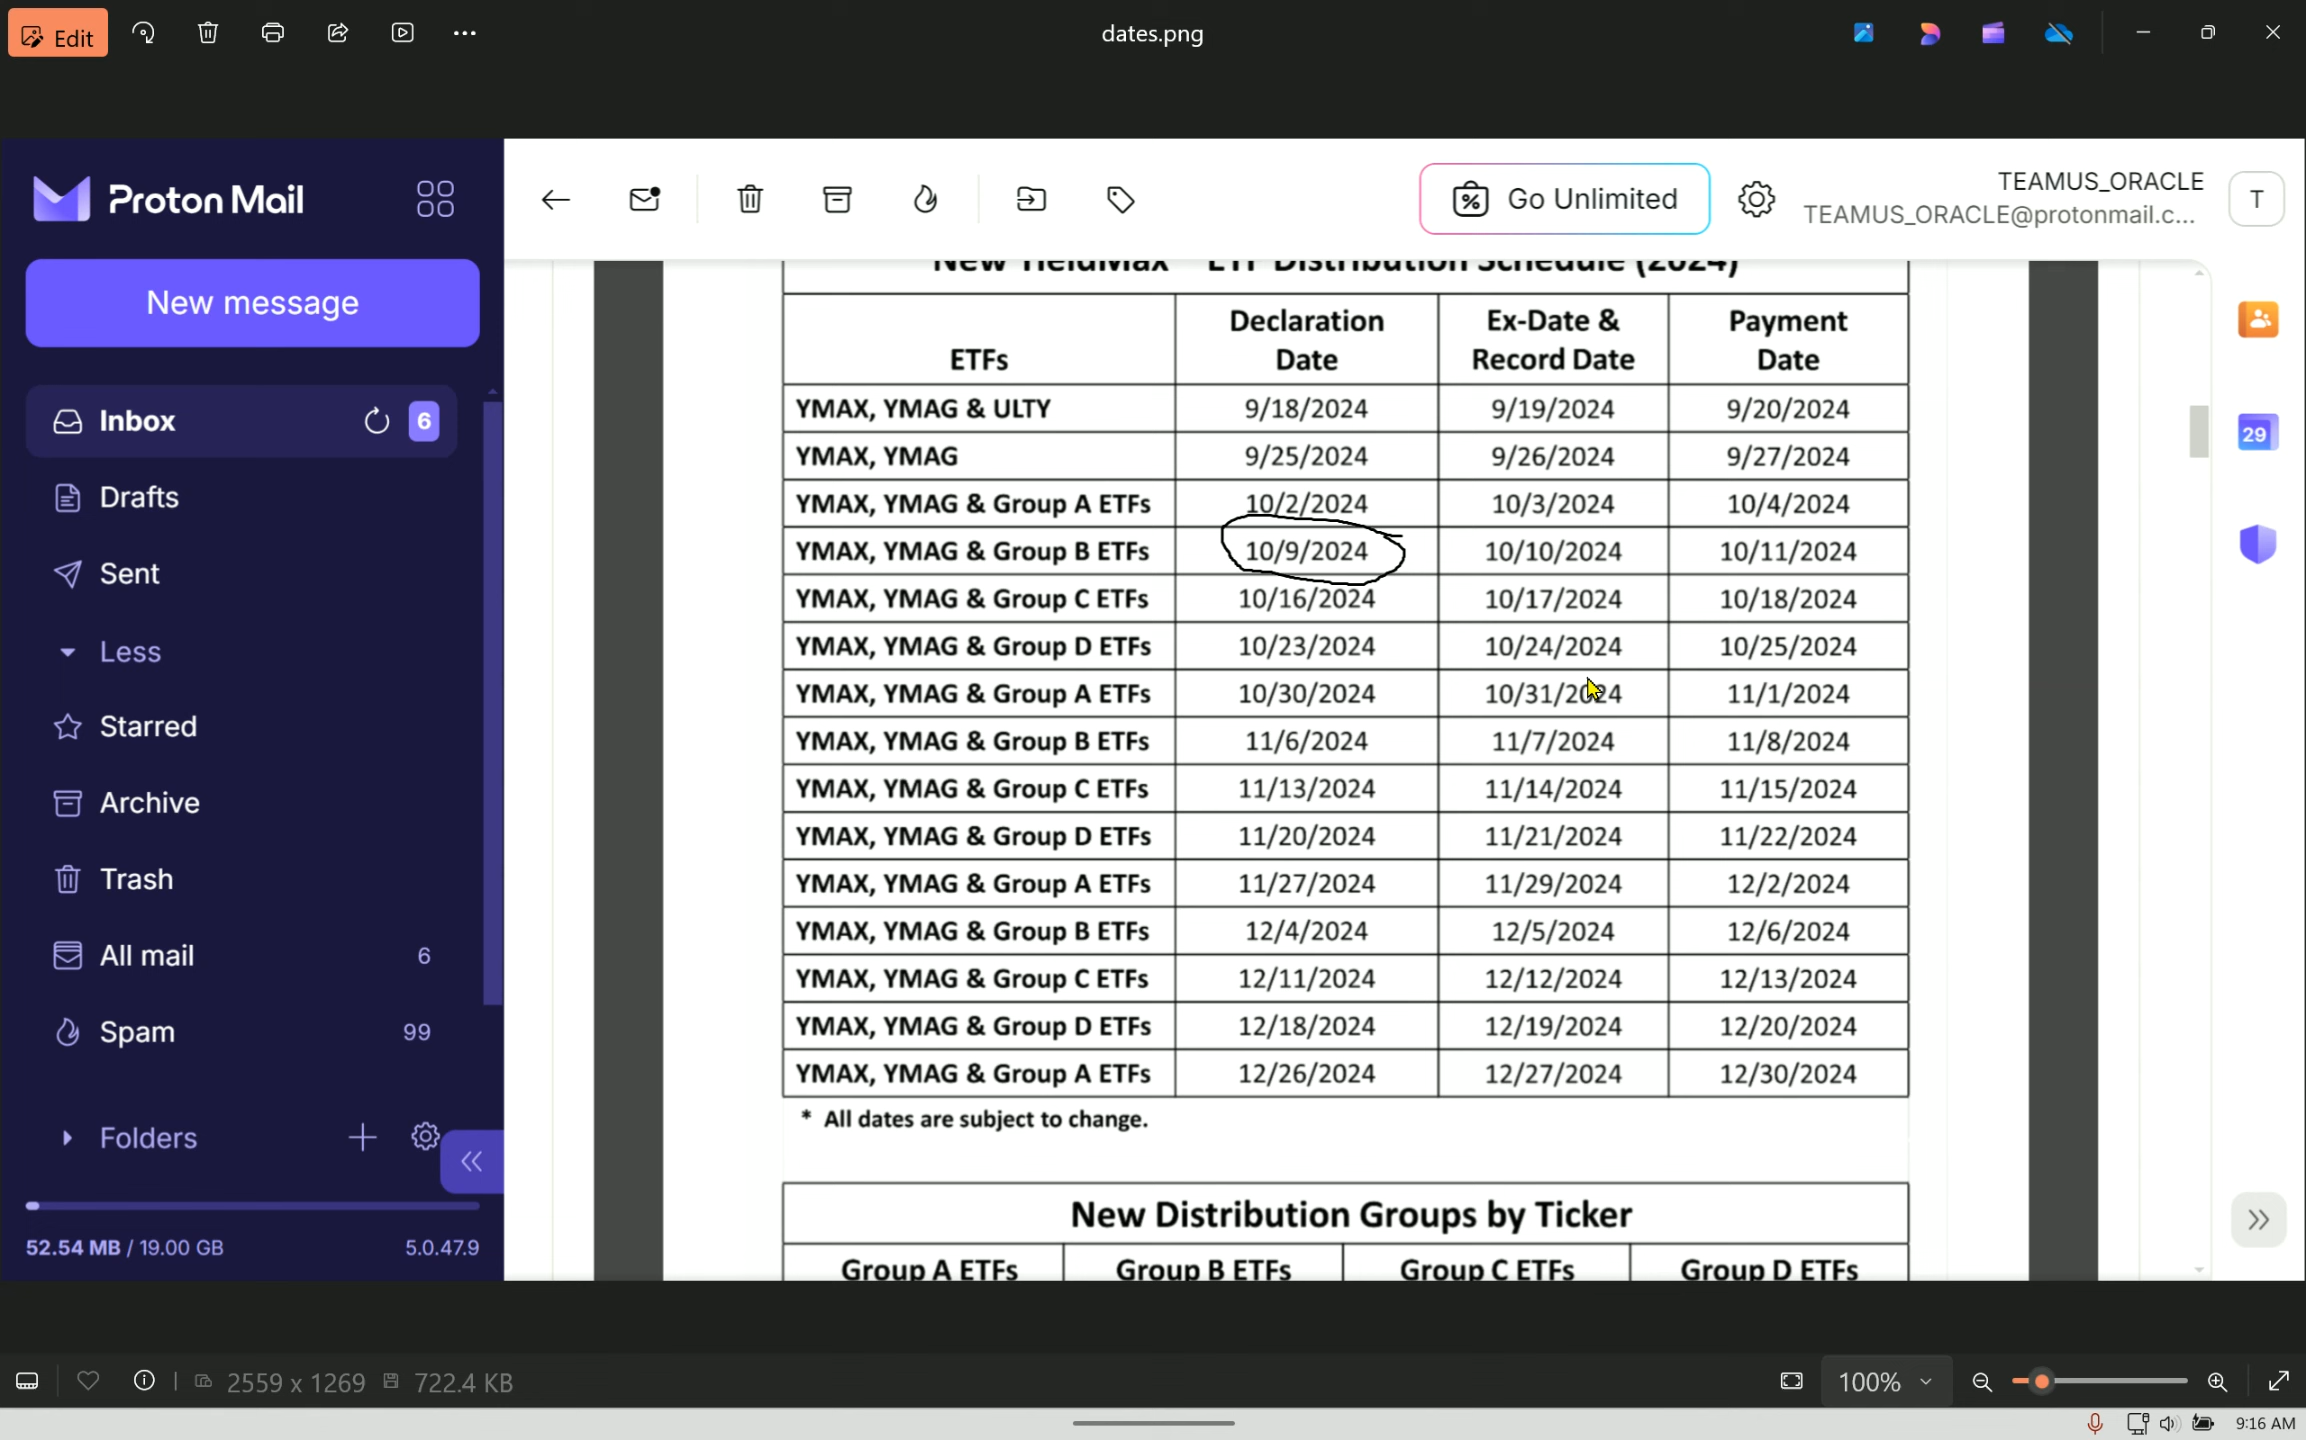 Edit
dates.png
Proton Mail
Go Unlimited
TEAMUS_ORACLE
TEAMUS_ORACLE@protonmail.c...
T
New message
Inbox 6
Drafts
Sent
Less
Starred
Archive
Trash
All mail 6
Spam 99
Folders
52.54 MB / 19.00 GB 5.0.47.9
New YieldMax ETF Distribution Schedule (2024)
ETFs Declaration Date Ex-Date & Record Date Payment Date
YMAX, YMAG & ULTY 9/18/2024 9/19/2024 9/20/2024
YMAX, YMAG 9/25/2024 9/26/2024 9/27/2024
YMAX, YMAG & Group A ETFs 10/2/2024 10/3/2024 10/4/2024
YMAX, YMAG & Group B ETFs 10/9/2024 10/10/2024 10/11/2024
YMAX, YMAG & Group C ETFs 10/16/2024 10/17/2024 10/18/2024
YMAX, YMAG & Group D ETFs 10/23/2024 10/24/2024 10/25/2024
YMAX, YMAG & Group A ETFs 10/30/2024 10/31/2024 11/1/2024
YMAX, YMAG & Group B ETFs 11/6/2024 11/7/2024 11/8/2024
YMAX, YMAG & Group C ETFs 11/13/2024 11/14/2024 11/15/2024
YMAX, YMAG & Group D ETFs 11/20/2024 11/21/2024 11/22/2024
YMAX, YMAG & Group A ETFs 11/27/2024 11/29/2024 12/2/2024
YMAX, YMAG & Group B ETFs 12/4/2024 12/5/2024 12/6/2024
YMAX, YMAG & Group C ETFs 12/11/2024 12/12/2024 12/13/2024
YMAX, YMAG & Group D ETFs 12/18/2024 12/19/2024 12/20/2024
YMAX, YMAG & Group A ETFs 12/26/2024 12/27/2024 12/30/2024
* All dates are subject to change.
New Distribution Groups by Ticker
Group A ETFs Group B ETFs Group C ETFs Group D ETFs
29
2559 x 1269 722.4 KB
100%
9:16 AM